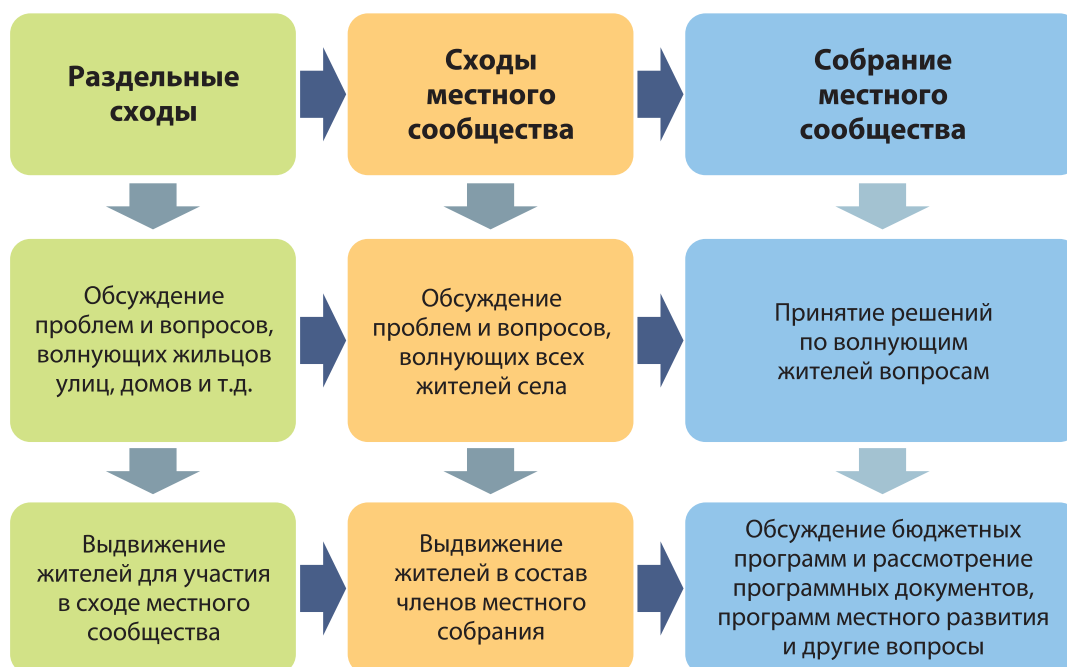 Раздельные
сходы
Сходы
местного
сообщества
Собрание
местного
сообщества
Обсуждение
проблем и вопросов,
волнующих жильцов
улиц, домов и т.д.
Обсуждение
проблем и вопросов,
волнующих всех
жителей села
Принятие решений
по волнующим
жителей вопросам
Выдвижение
жителей для участия
в сходе местного
сообщества
Выдвижение
жителей в состав
членов местного
собрания
Обсуждение бюджетных
программ и рассмотрение
программных документов,
программ местного развития
и другие вопросы